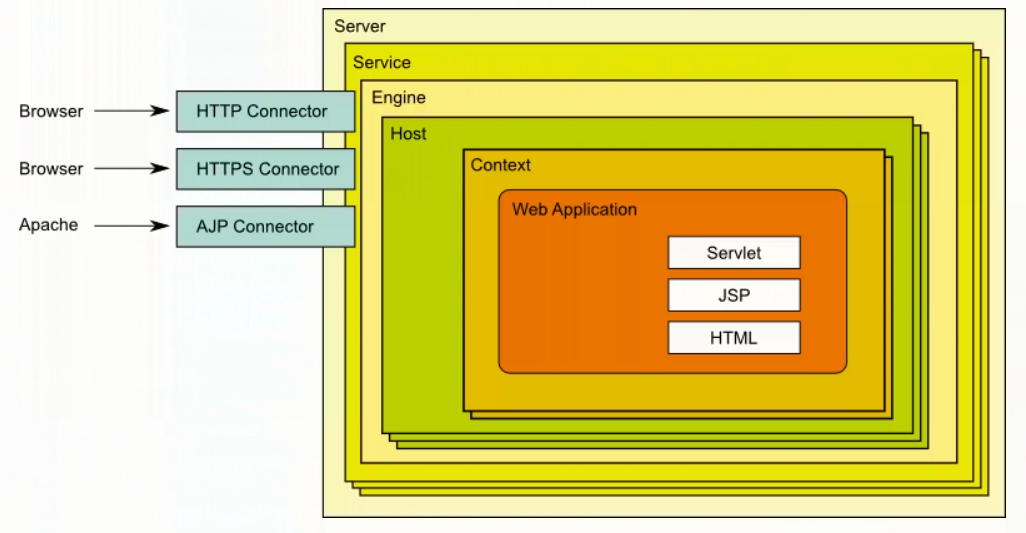 Server
Service
Engine
Host
Context
Web Application
Servlet
JSP
HTML
Browser
HTTP Connector
Browser
HTTPS Connector
Apache
AJP Connector